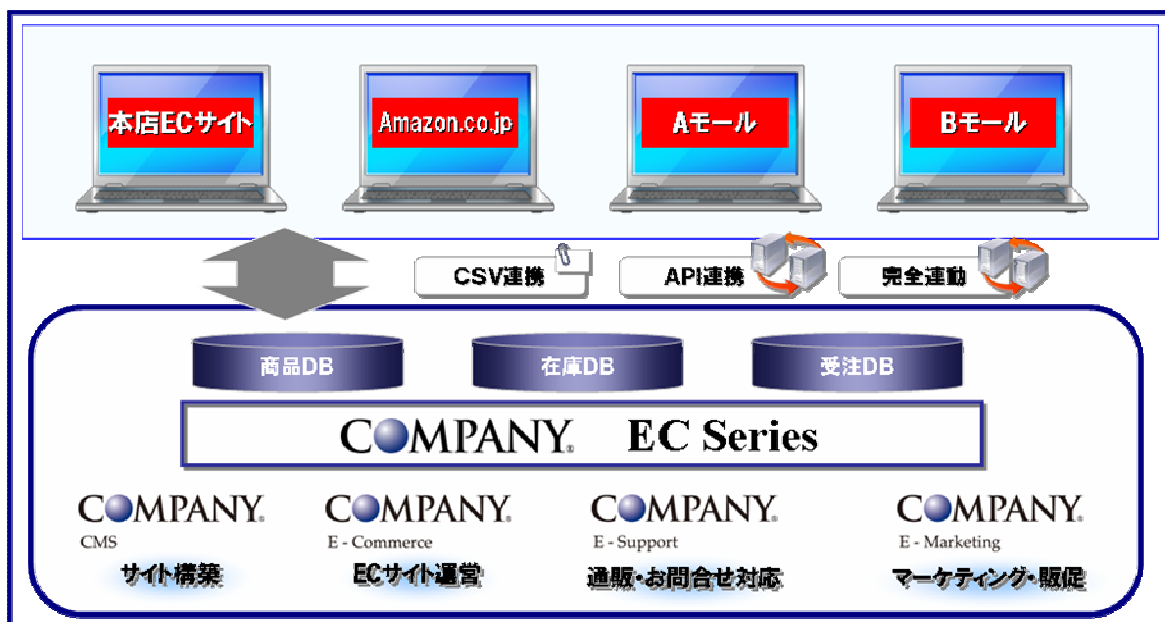 本店ECサイト
Amazon.co.jp
Aモール
Bモール
CSV連携
API連携
完全連動
商品DB
在庫DB
受注DB
COMPANY® EC Series
COMPANY®
CMS
サイト構築
COMPANY®
E - Commerce
ECサイト運営
COMPANY®
E - Support
通販・お問合せ対応
COMPANY®
E - Marketing
マーケティング・販促